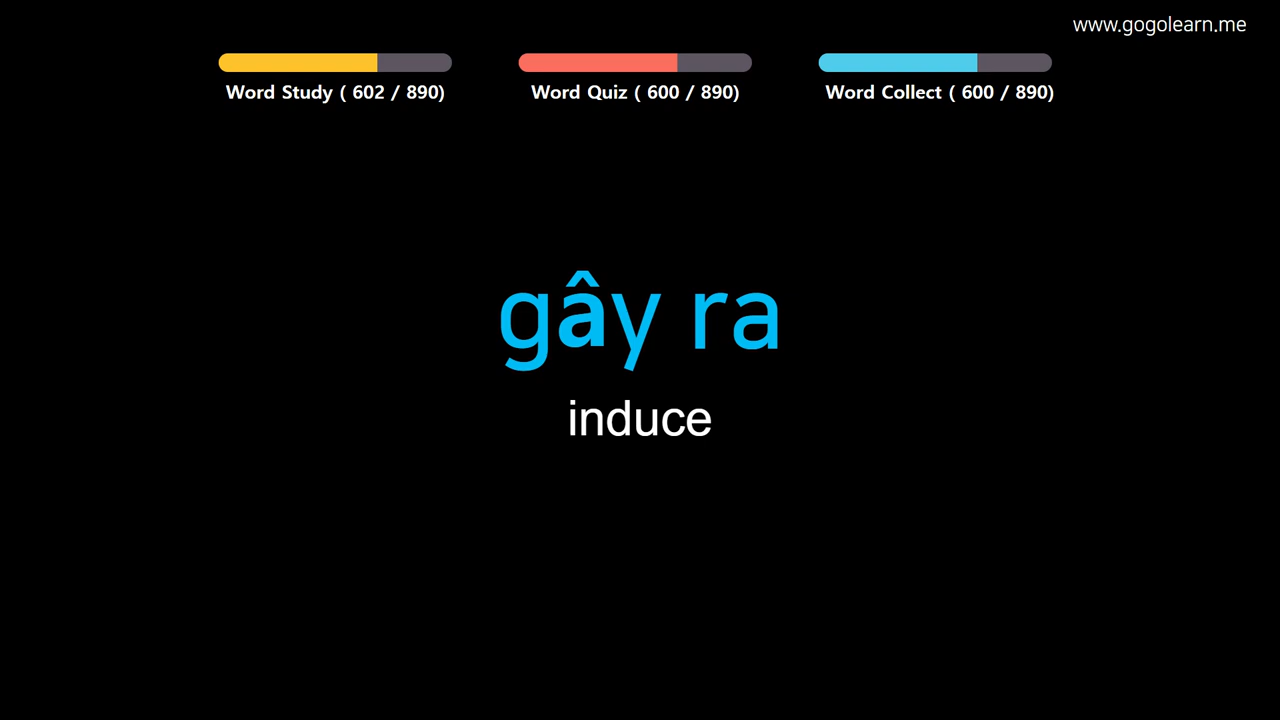 www.gogolearn.me
Word Study ( 602 / 890)
Word Quiz ( 600 / 890)
Word Collect ( 600 / 890)
gây ra
induce